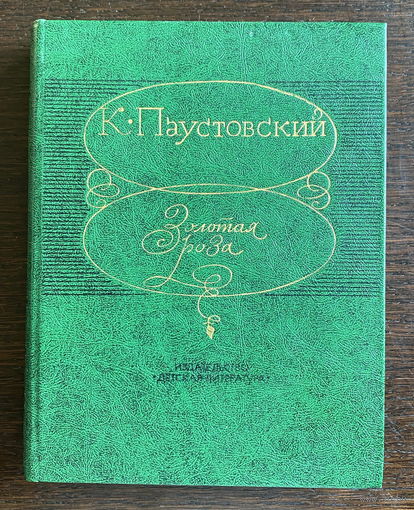 К·Паустовский
Золотая
роза
ИЗДАТЕЛЬСТВО
«ДЕТСКАЯ ЛИТЕРАТУРА»